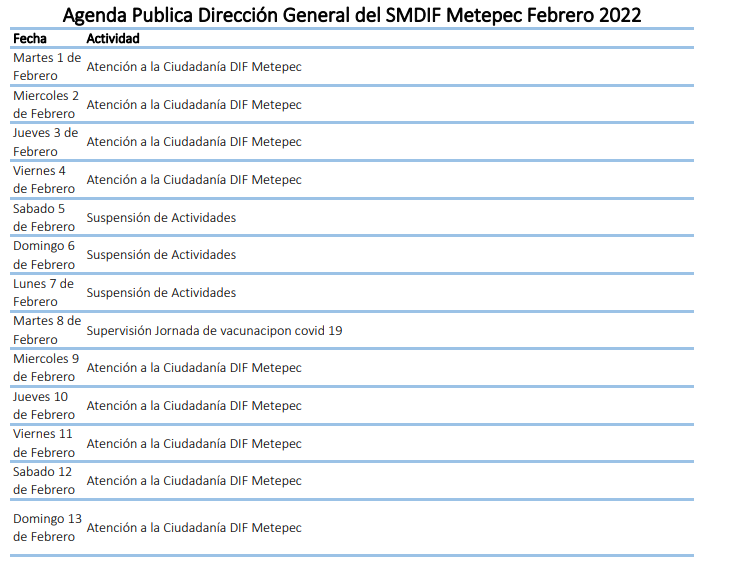 Agenda Publica Dirección General del SMDIF Metepec Febrero 2022
Fecha Actividad
Martes 1 de
Febrero
Atención a la Ciudadanía DIF Metepec
Miercoles 2
de Febrero
Atención a la Ciudadanía DIF Metepec
Jueves 3 de
Febrero
Atención a la Ciudadanía DIF Metepec
Viernes 4
de Febrero
Atención a la Ciudadanía DIF Metepec
Sabado 5
de Febrero
Suspensión de Actividades
Domingo 6
de Febrero
Suspensión de Actividades
Lunes 7 de
Febrero
Suspensión de Actividades
Martes 8 de
Febrero
Supervisión Jornada de vacunacipon covid 19
Miercoles 9
de Febrero
Atención a la Ciudadanía DIF Metepec
Jueves 10
de Febrero
Atención a la Ciudadanía DIF Metepec
Viernes 11
de Febrero
Atención a la Ciudadanía DIF Metepec
Sabado 12
de Febrero
Atención a la Ciudadanía DIF Metepec
Domingo 13
de Febrero
Atención a la Ciudadanía DIF Metepec